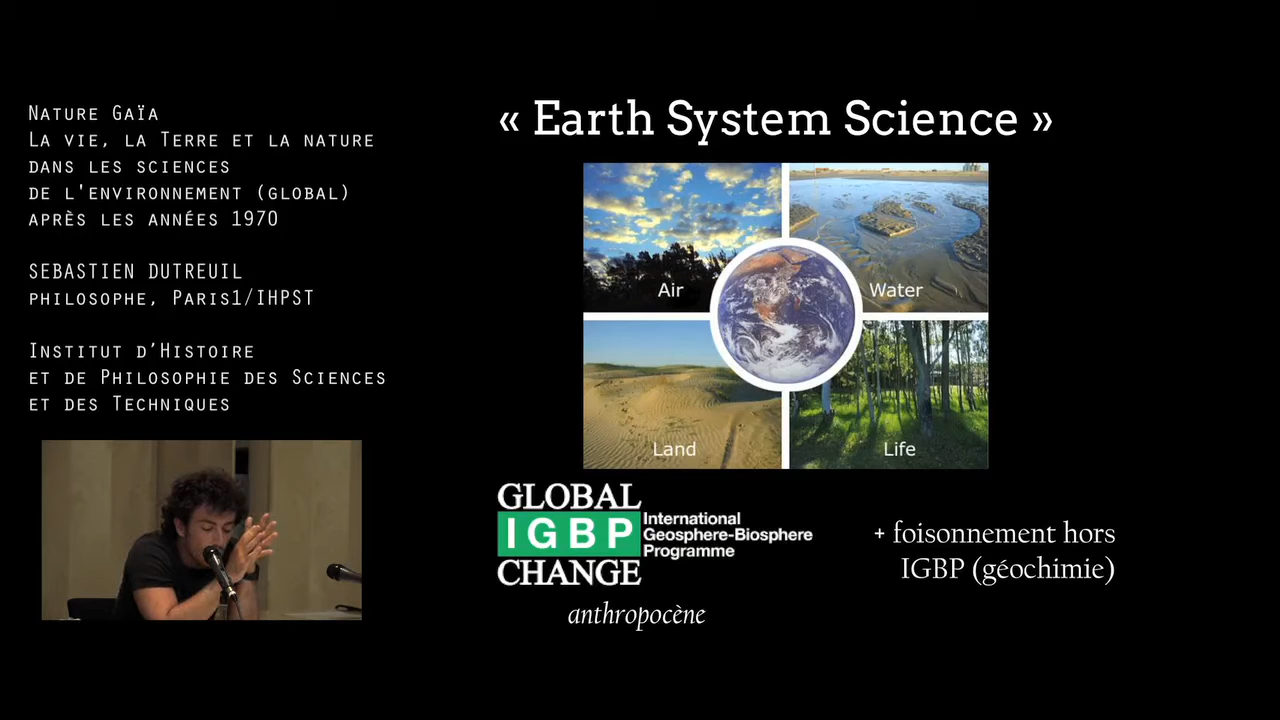 Nature Gaïa
La vie, la Terre et la nature
dans les sciences
de l'environnement (global)
après les années 1970
SEBASTIEN DUTREUIL
philosophe, Paris1/IHPST
Institut d’Histoire
et de Philosophie des Sciences
et des Techniques
« Earth System Science »
Air
Water
Land
Life
GLOBAL
IGBP
CHANGE
International
Geosphere-Biosphere
Programme
anthropocène
+ foisonnement hors
IGBP (géochimie)